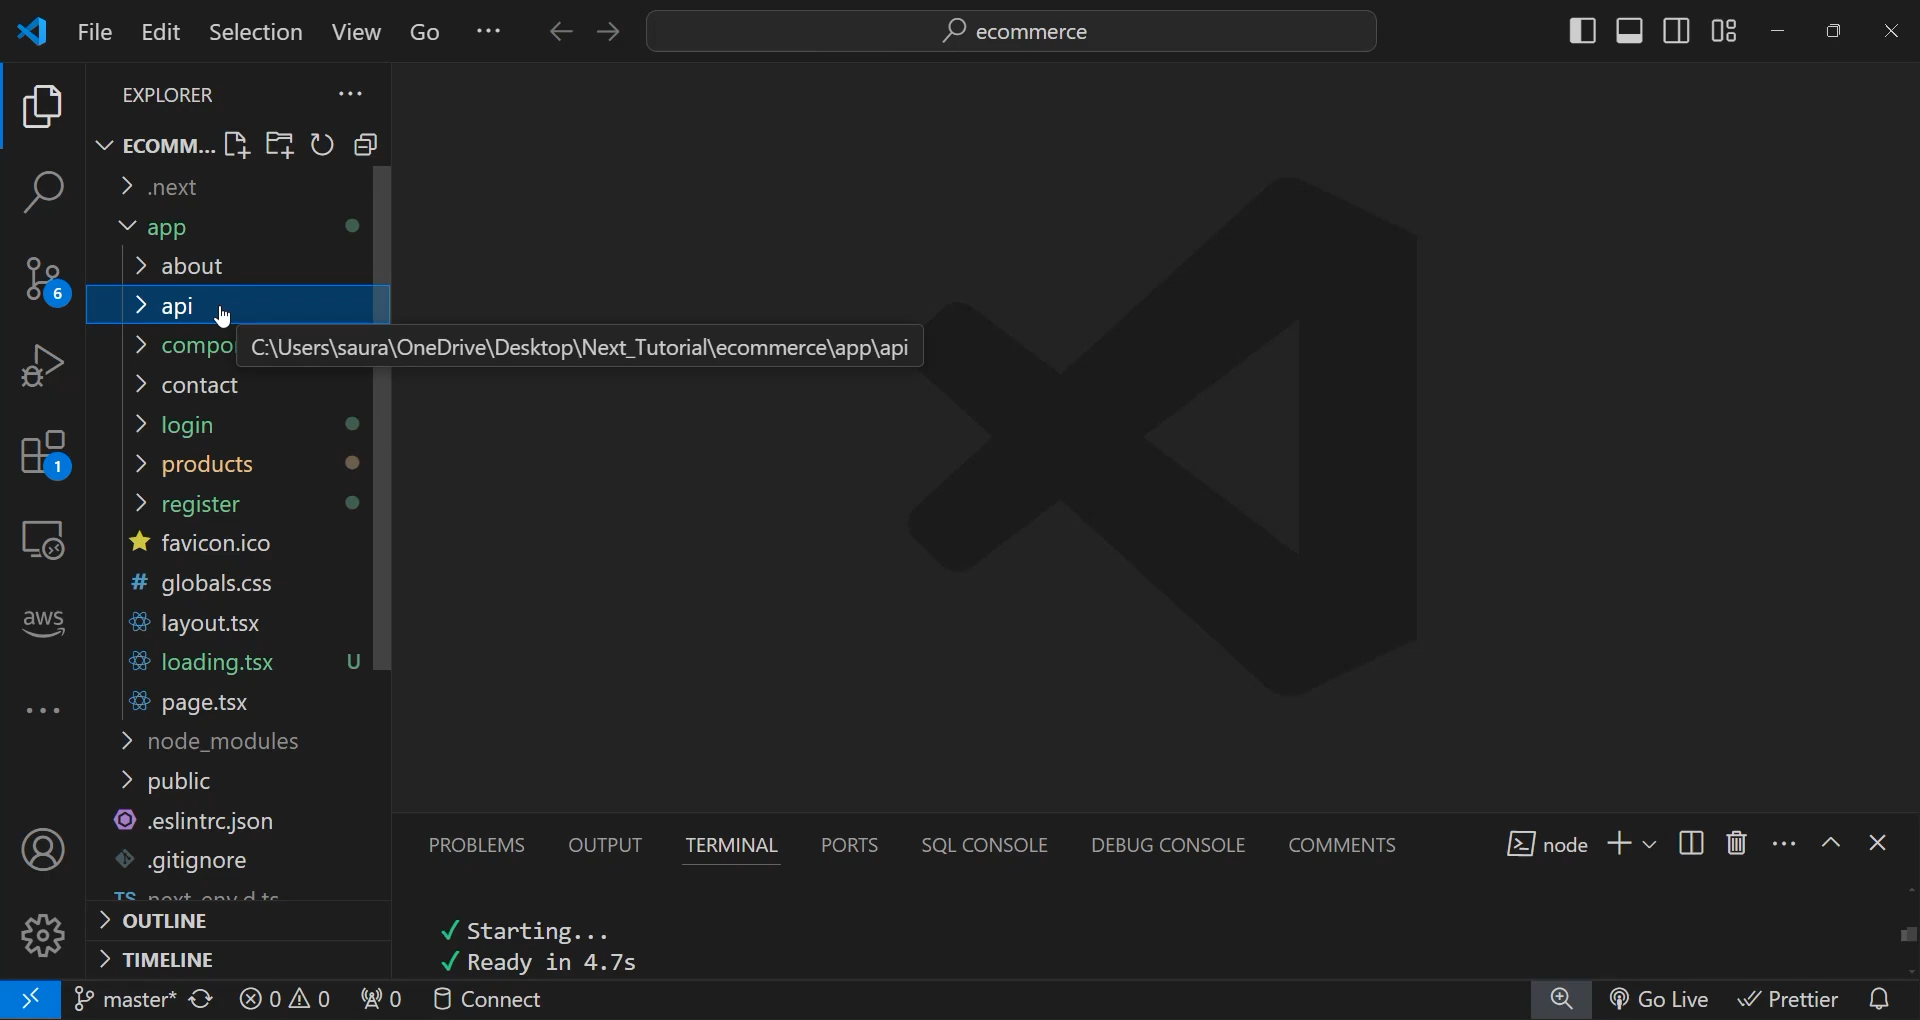 File Edit Selection View Go ··· ecommerce
EXPLORER ···
ECOMM...
.next
app
about
api
compo
C:\Users\saura\OneDrive\Desktop\Next_Tutorial\ecommerce\app\api
contact
login
products
register
favicon.ico
# globals.css
layout.tsx
loading.tsx U
page.tsx
node_modules
public
.eslintrc.json
.gitignore
OUTLINE
TIMELINE
6
1
aws
PROBLEMS OUTPUT TERMINAL PORTS SQL CONSOLE DEBUG CONSOLE COMMENTS node
✓ Starting...
✓ Ready in 4.7s
master* 0 0 0 Connect Go Live Prettier